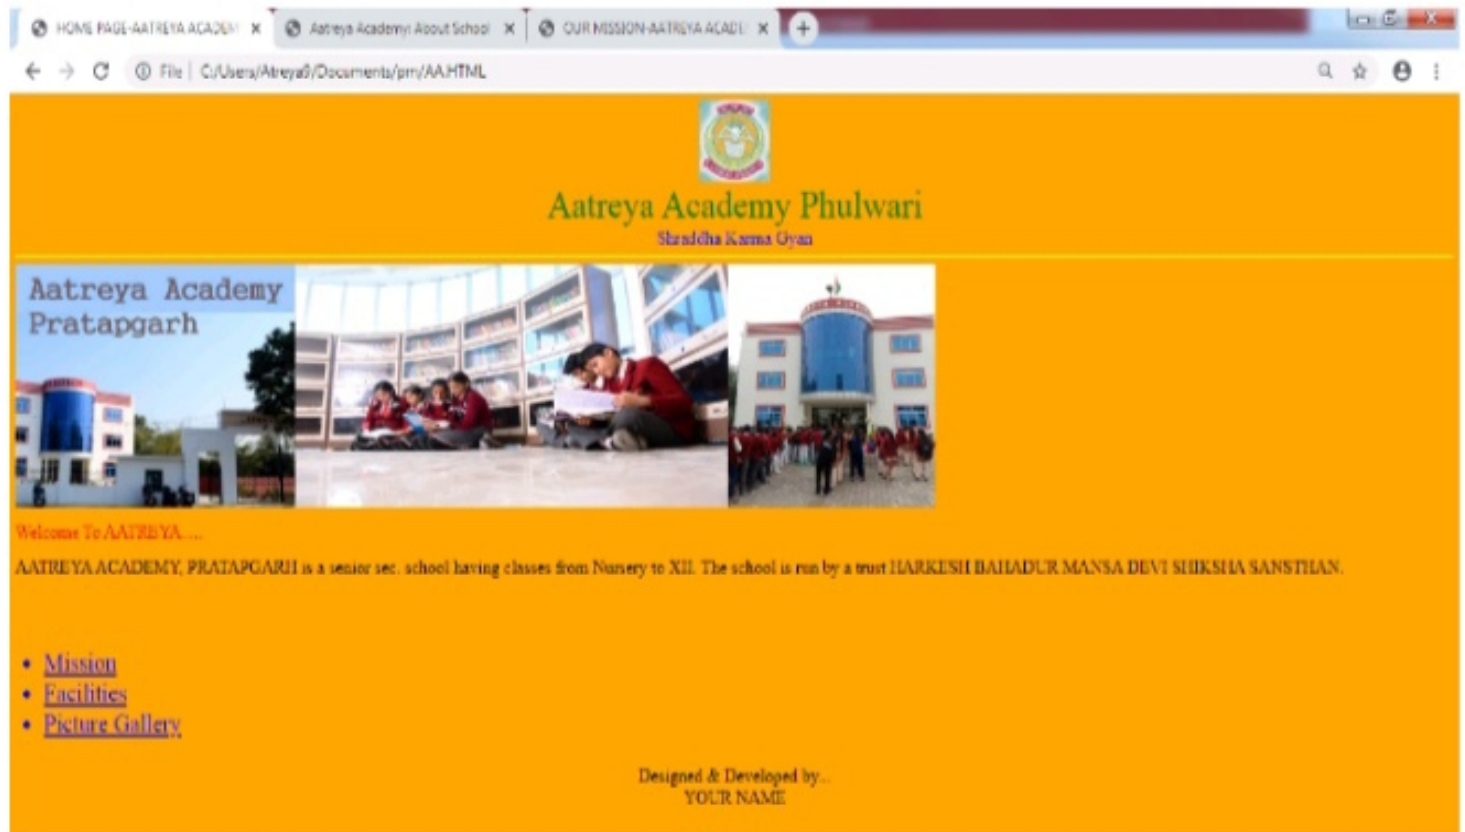 HOME PAGE-AATREYA ACADEM
Aatreya Academy: About School
OUR MISSION-AATREYA ACADE
File | C:/Users/Atreya9/Documents/pm/AA.HTML
Aatreya Academy Phulwari
Shraddha Karma Gyan
Aatreya Academy
Pratapgarh
Welcome To AATREYA.....
AATREYA ACADEMY, PRATAPGARH is a senior sec. school having classes from Nursery to XII. The school is run by a trust HARKESH BAHADUR MANSA DEVI SHIKSHA SANSTHAN.
• Mission
• Facilities
• Picture Gallery
Designed & Developed by...
YOUR NAME